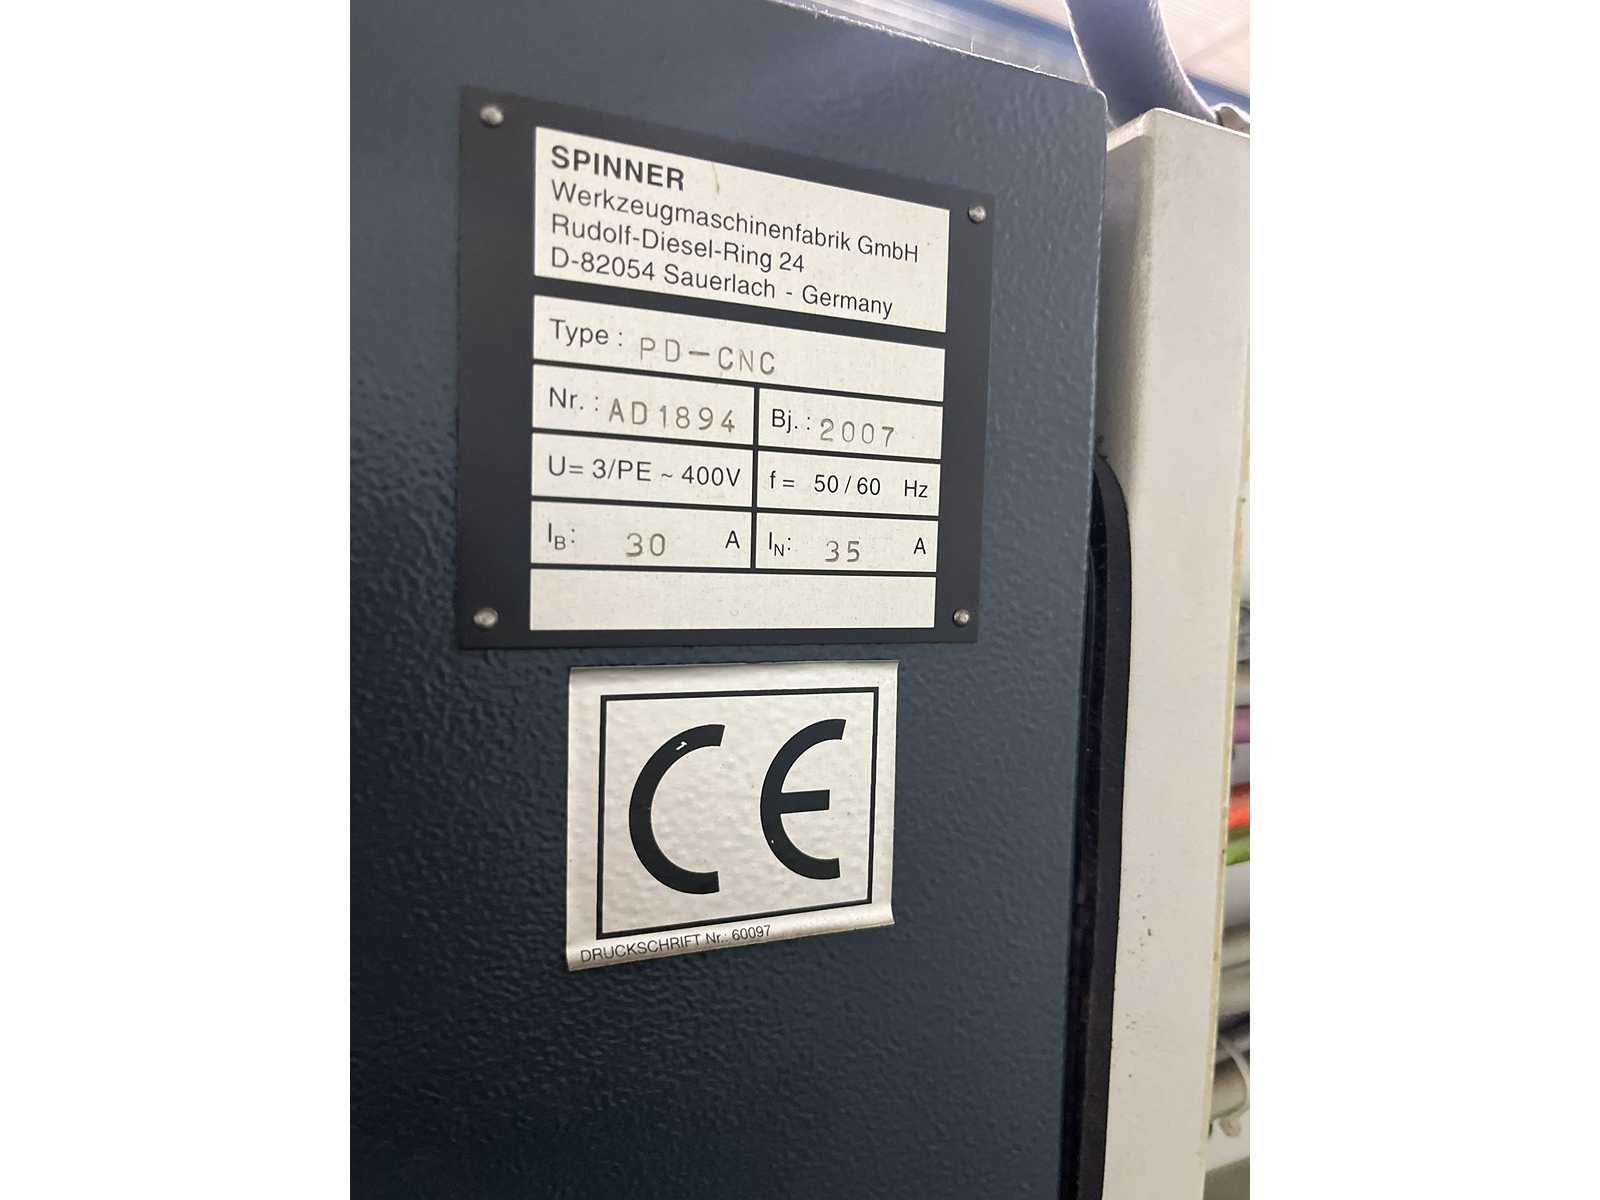 SPINNER
Werkzeugmaschinenfabrik GmbH
Rudolf-Diesel-Ring 24
D-82054 Sauerlach - Germany
Type : PD-CNC
Nr. : AD1894 Bj. : 2007
U= 3/PE ~ 400V f = 50 / 60 Hz
IB: 30 A IN: 35 A
CE
DRUCKSCHRIFT Nr.: 60097